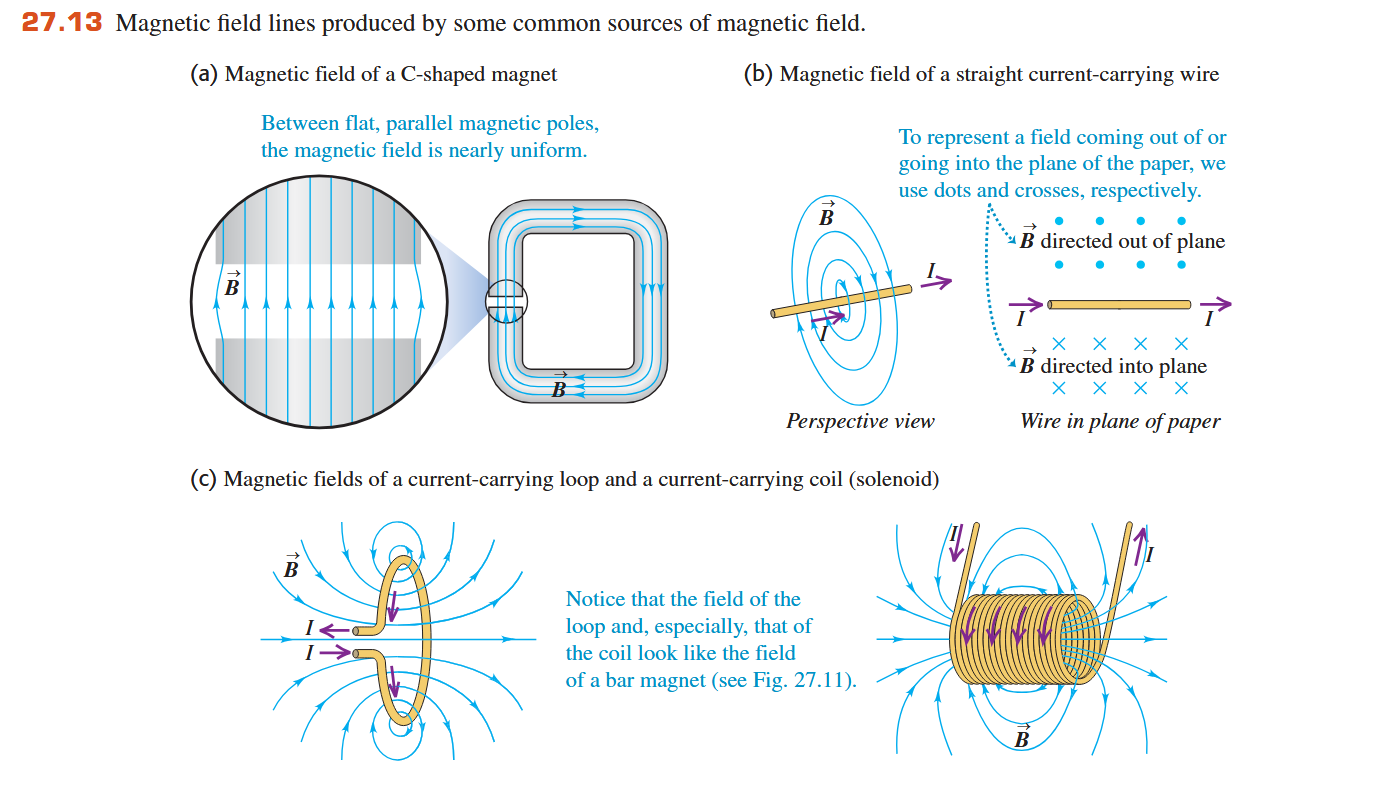 27.13 Magnetic field lines produced by some common sources of magnetic field.
(a) Magnetic field of a C-shaped magnet
Between flat, parallel magnetic poles,
the magnetic field is nearly uniform.
B⃗
B⃗
(b) Magnetic field of a straight current-carrying wire
To represent a field coming out of or
going into the plane of the paper, we
use dots and crosses, respectively.
B⃗
I
I
B⃗ directed out of plane
I
I
B⃗ directed into plane
Perspective view
Wire in plane of paper
(c) Magnetic fields of a current-carrying loop and a current-carrying coil (solenoid)
B⃗
I
I
Notice that the field of the
loop and, especially, that of
the coil look like the field
of a bar magnet (see Fig. 27.11).
I
I
B⃗